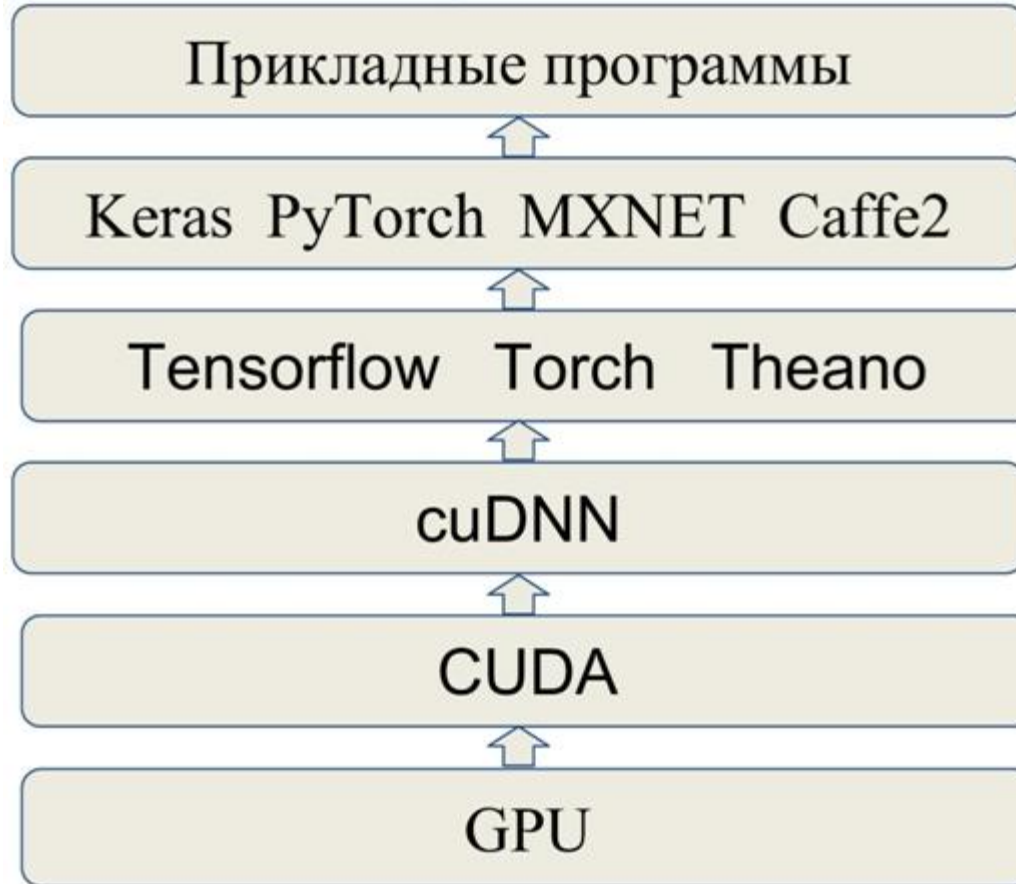 Прикладные программы
Keras PyTorch MXNET Caffe2
Tensorflow Torch Theano
cuDNN
CUDA
GPU